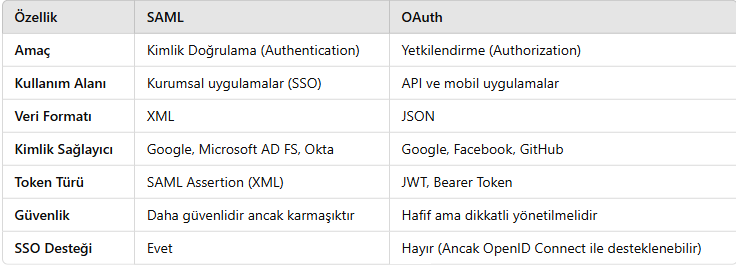 Özellik SAML OAuth
Amaç Kimlik Doğrulama (Authentication) Yetkilendirme (Authorization)
Kullanım Alanı Kurumsal uygulamalar (SSO) API ve mobil uygulamalar
Veri Formatı XML JSON
Kimlik Sağlayıcı Google, Microsoft AD FS, Okta Google, Facebook, GitHub
Token Türü SAML Assertion (XML) JWT, Bearer Token
Güvenlik Daha güvenlidir ancak karmaşıktır Hafif ama dikkatli yönetilmelidir
SSO Desteği Evet Hayır (Ancak OpenID Connect ile desteklenebilir)